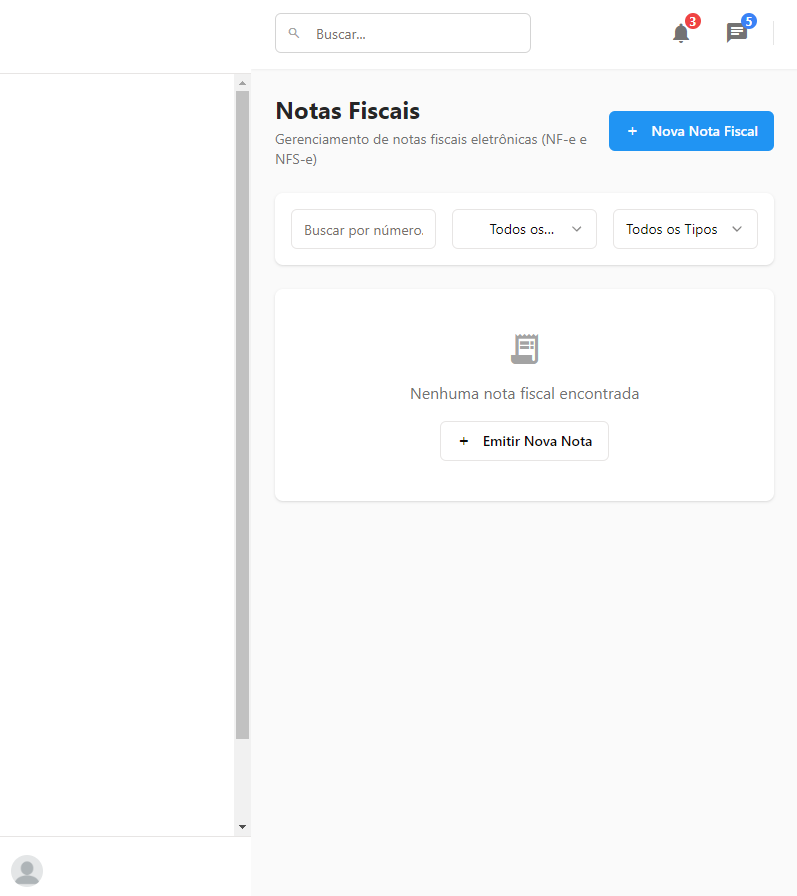 Buscar...
3
5
Notas Fiscais
Gerenciamento de notas fiscais eletrônicas (NF-e e
NFS-e)
+ Nova Nota Fiscal
Buscar por número.
Todos os...
Todos os Tipos
Nenhuma nota fiscal encontrada
+ Emitir Nova Nota